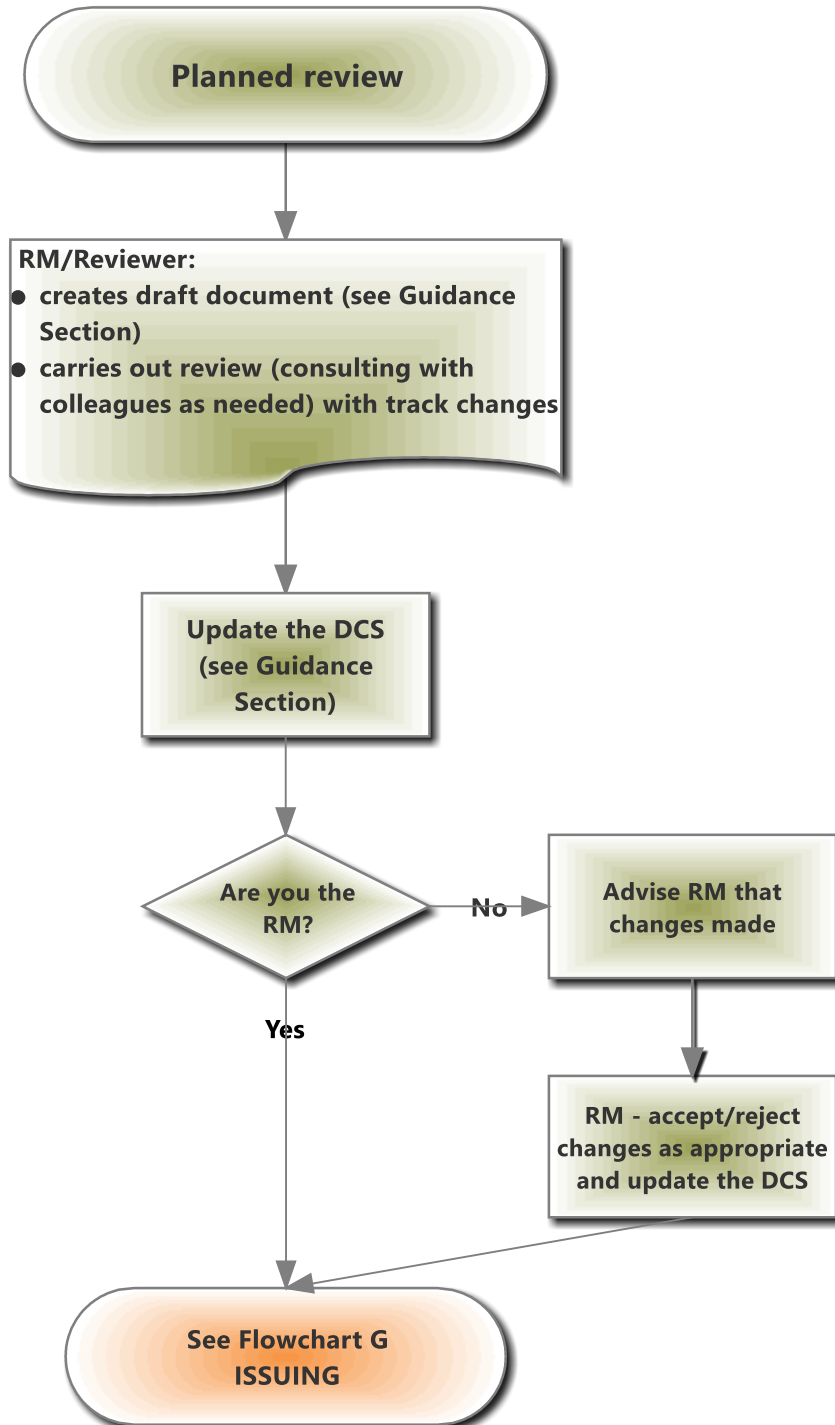 Planned review
RM/Reviewer:
● creates draft document (see Guidance
Section)
● carries out review (consulting with
colleagues as needed) with track changes
Update the DCS
(see Guidance
Section)
Are you the
RM?
No
Advise RM that
changes made
Yes
RM - accept/reject
changes as appropriate
and update the DCS
See Flowchart G
ISSUING